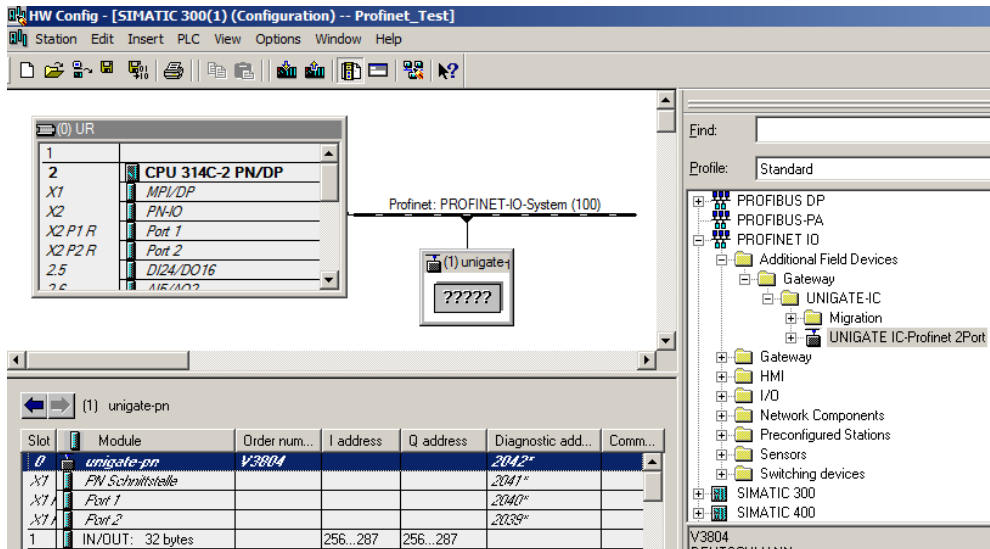 HW Config - [SIMATIC 300(1) (Configuration) -- Profinet_Test]
Station Edit Insert PLC View Options Window Help
(0) UR
1
2 CPU 314C-2 PN/DP
X1 MPI/DP
X2 PN-IO
X2 P1 R Port 1
X2 P2 R Port 2
2.5 DI24/DO16
2.6 AI5/AO2
Profinet: PROFINET-IO-System (100)
(1) unigate-
?????
Find:
Profile: Standard
PROFIBUS DP
PROFIBUS-PA
PROFINET IO
Additional Field Devices
Gateway
UNIGATE-IC
Migration
UNIGATE IC-Profinet 2Port
Gateway
HMI
I/O
Network Components
Preconfigured Stations
Sensors
Switching devices
SIMATIC 300
SIMATIC 400
V3804
(1) unigate-pn
Slot Module Order num... I address Q address Diagnostic add... Comm...
0 unigate-pn V3804 2042*
X1 PN Schnittstelle 2041*
X1 Port 1 2040*
X1 Port 2 2039*
1 IN/OUT: 32 bytes 256...287 256...287